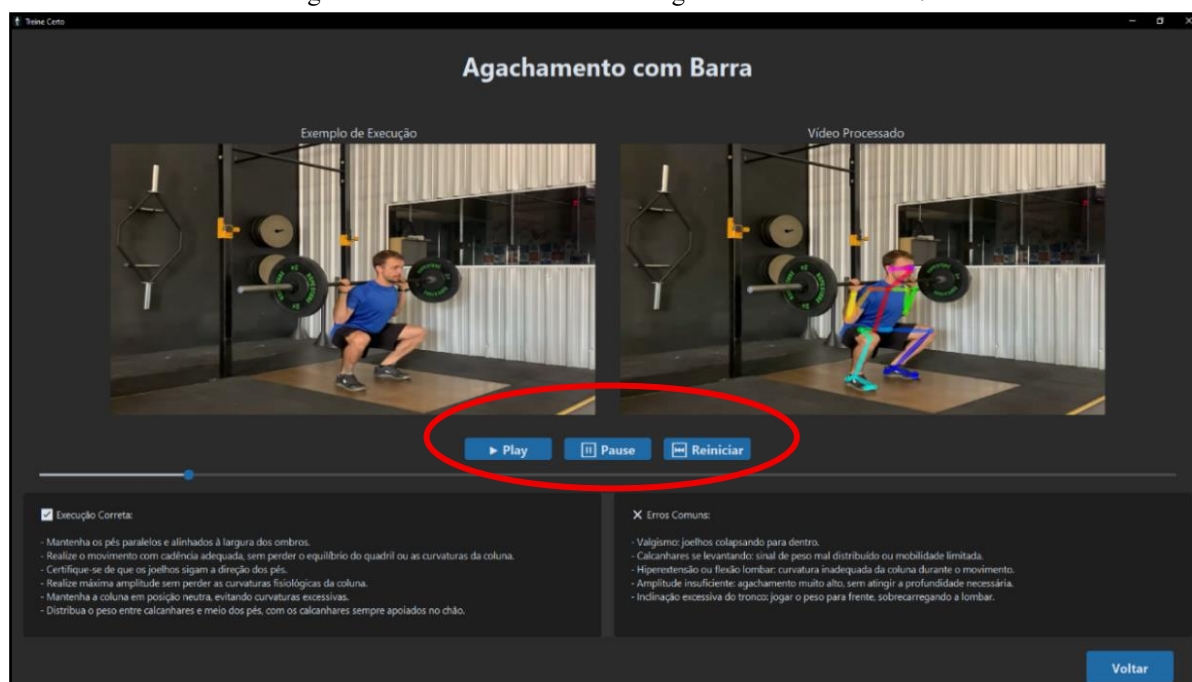 Treine Certo
Agachamento com Barra
Exemplo de Execução
Vídeo Processado
Play
Pause
Reiniciar
Execução Correta:
- Mantenha os pés paralelos e alinhados à largura dos ombros.
- Realize o movimento com cadência adequada, sem perder o equilíbrio do quadril ou as curvaturas da coluna.
- Certifique-se de que os joelhos sigam a direção dos pés.
- Realize máxima amplitude sem perder as curvaturas fisiológicas da coluna.
- Mantenha a coluna em posição neutra, evitando curvaturas excessivas.
- Distribua o peso entre calcanhares e meio dos pés, com os calcanhares sempre apoiados no chão.
Erros Comuns:
- Valgismo: joelhos colapsando para dentro.
- Calcanhares se levantando: sinal de peso mal distribuído ou mobilidade limitada.
- Hiperextensão ou flexão lombar: curvatura inadequada da coluna durante o movimento.
- Amplitude insuficiente: agachamento muito alto, sem atingir a profundidade necessária.
- Inclinação excessiva do tronco: jogar o peso para frente, sobrecarregando a lombar.
Voltar